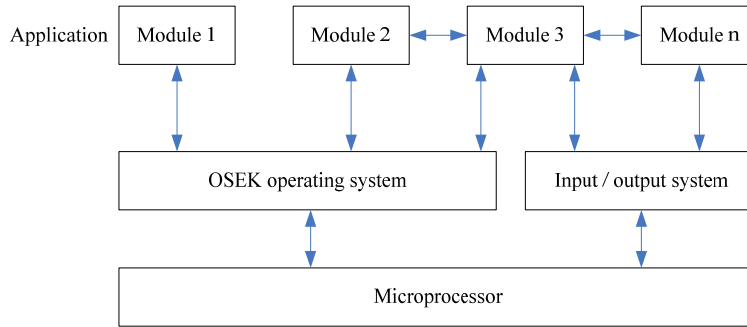 Application
Module 1
Module 2
Module 3
Module n
OSEK operating system
Input / output system
Microprocessor